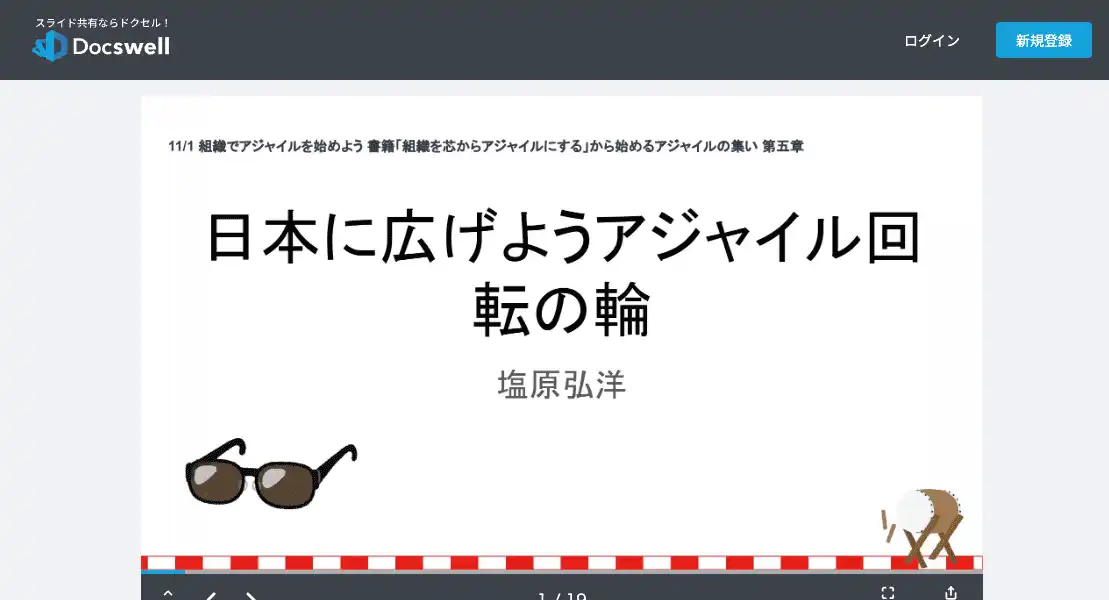 スライド共有ならドクセル！
Docswell
ログイン
新規登録
11/1 組織でアジャイルを始めよう 書籍「組織を芯からアジャイルにする」から始めるアジャイルの集い 第五章
日本に広げようアジャイル回
転の輪
塩原弘洋
1 / 19